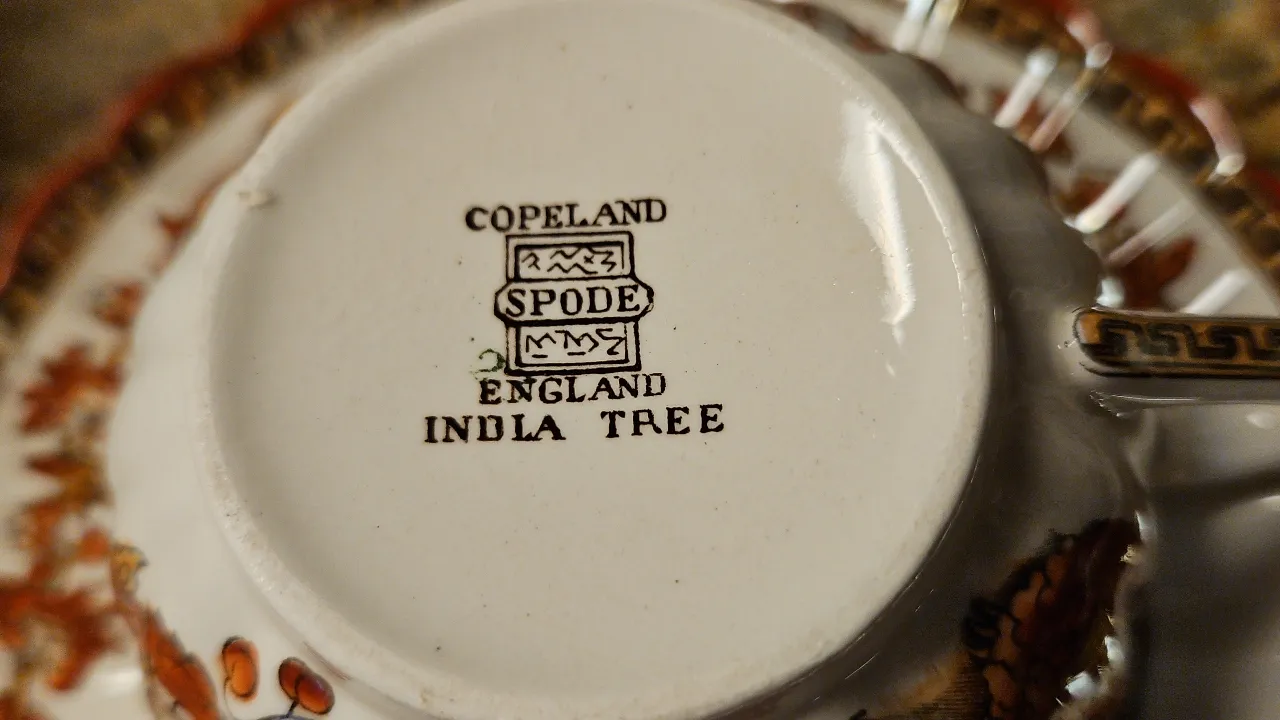 COPELAND
SPODE
ENGLAND
INDIA TREE